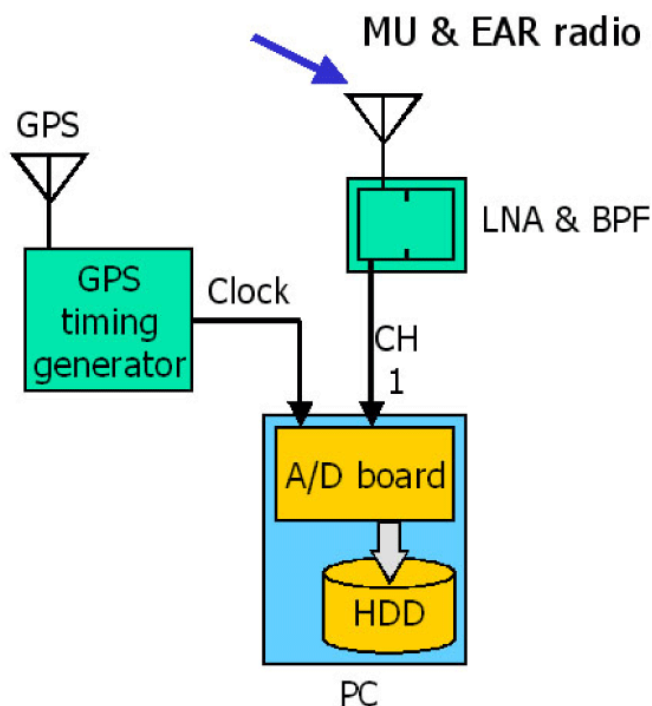 MU & EAR radio
GPS
LNA & BPF
GPS
timing
generator
Clock
CH
1
A/D board
HDD
PC